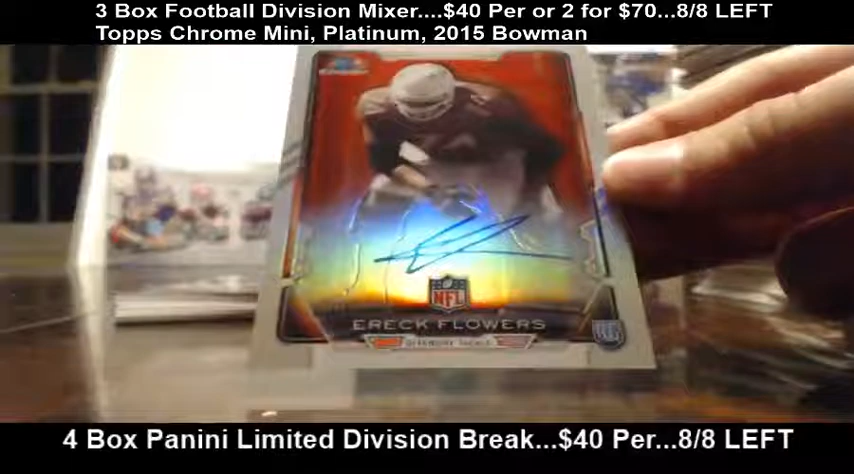 3 Box Football Division Mixer....$40 Per or 2 for $70...8/8 LEFT
Topps Chrome Mini, Platinum, 2015 Bowman
NFL
ERECK FLOWERS
4 Box Panini Limited Division Break...$40 Per...8/8 LEFT